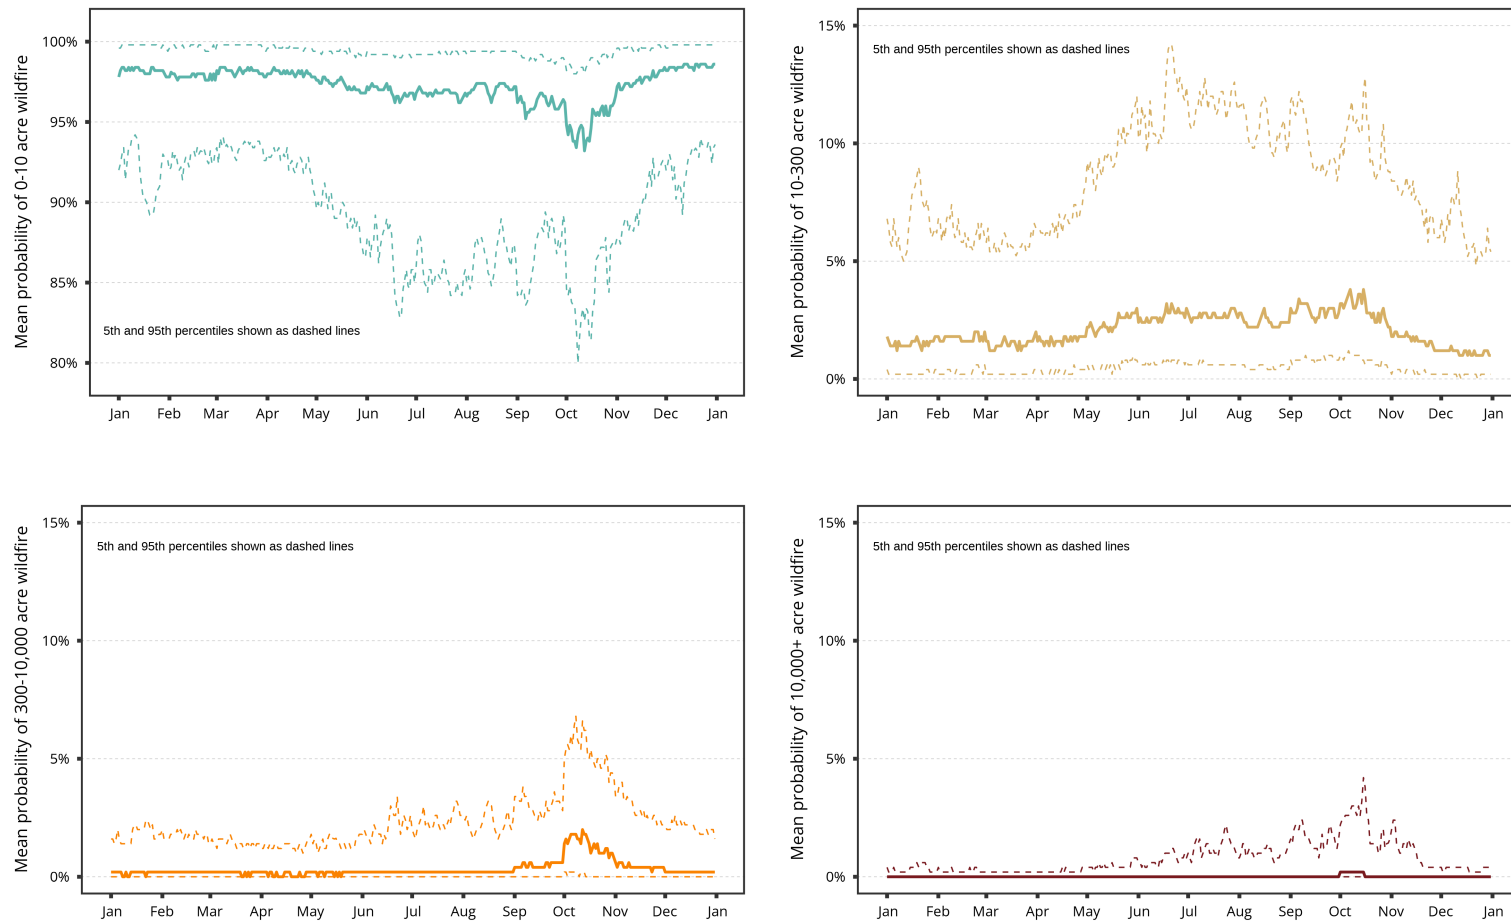 Mean probability of 0-10 acre wildfire
100%
95%
90%
85%
80%
5th and 95th percentiles shown as dashed lines
Jan Feb Mar Apr May Jun Jul Aug Sep Oct Nov Dec Jan
Mean probability of 10-300 acre wildfire
15%
10%
5%
0%
5th and 95th percentiles shown as dashed lines
Jan Feb Mar Apr May Jun Jul Aug Sep Oct Nov Dec Jan
Mean probability of 300-10,000 acre wildfire
15%
10%
5%
0%
5th and 95th percentiles shown as dashed lines
Jan Feb Mar Apr May Jun Jul Aug Sep Oct Nov Dec Jan
Mean probability of 10,000+ acre wildfire
15%
10%
5%
0%
5th and 95th percentiles shown as dashed lines
Jan Feb Mar Apr May Jun Jul Aug Sep Oct Nov Dec Jan